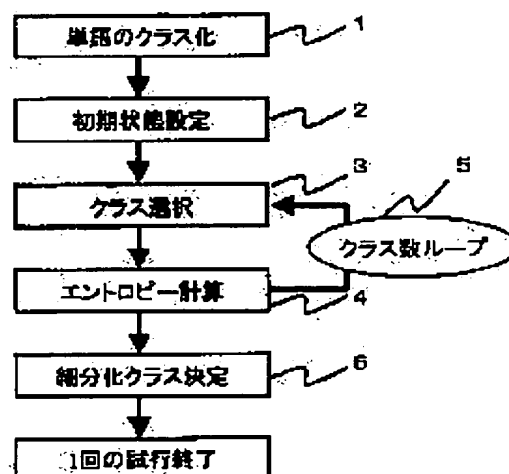 単語のクラス化
1
初期状態設定
2
クラス選択
3
5
クラス数ループ
エントロピー計算
4
細分化クラス決定
6
1回の試行終了